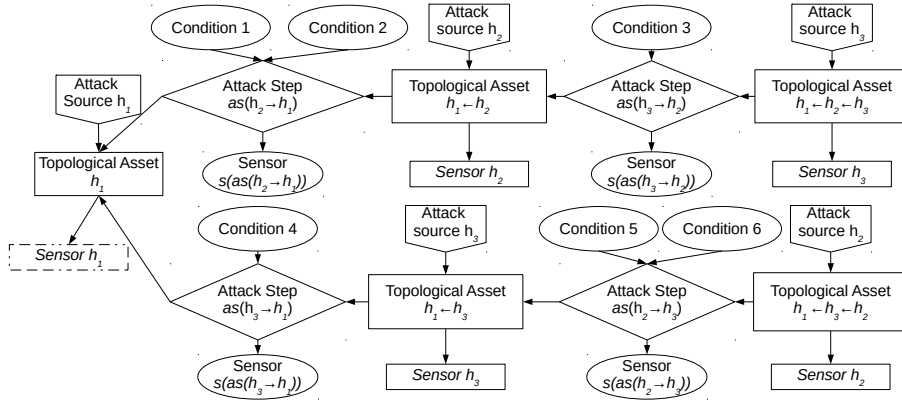 Condition 1
Condition 2
Attack
source h₂
Condition 3
Attack
source h₃
Attack
Source h₁
Attack Step
as(h₂→h₁)
Topological Asset
h₁←h₂
Attack Step
as(h₃→h₂)
Topological Asset
h₁←h₂←h₃
Topological Asset
h₁
Sensor
s(as(h₂→h₁))
Sensor h₂
Sensor
s(as(h₃→h₂))
Sensor h₃
Sensor h₁
Condition 4
Attack
source h₃
Condition 5
Condition 6
Attack
source h₂
Attack Step
as(h₃→h₁)
Topological Asset
h₁←h₃
Attack Step
as(h₂→h₃)
Topological Asset
h₁←h₃←h₂
Sensor
s(as(h₃→h₁))
Sensor h₃
Sensor
s(as(h₂→h₃))
Sensor h₂